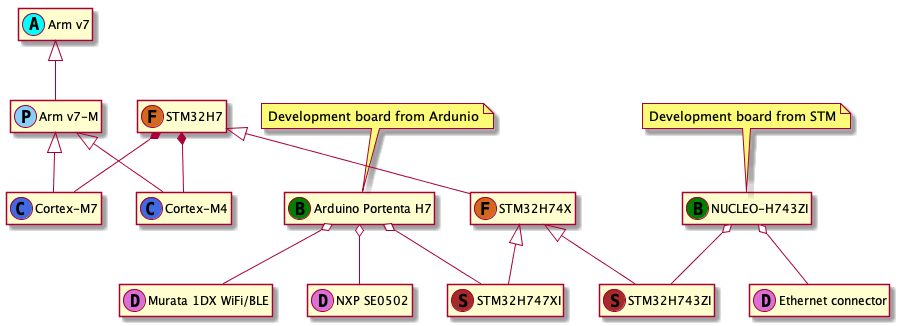 A Arm v7
P Arm v7-M
F STM32H7
Development board from Ardunio
Development board from STM
C Cortex-M7
C Cortex-M4
B Arduino Portenta H7
F STM32H74X
B NUCLEO-H743ZI
D Murata 1DX WiFi/BLE
D NXP SE0502
S STM32H747XI
S STM32H743ZI
D Ethernet connector